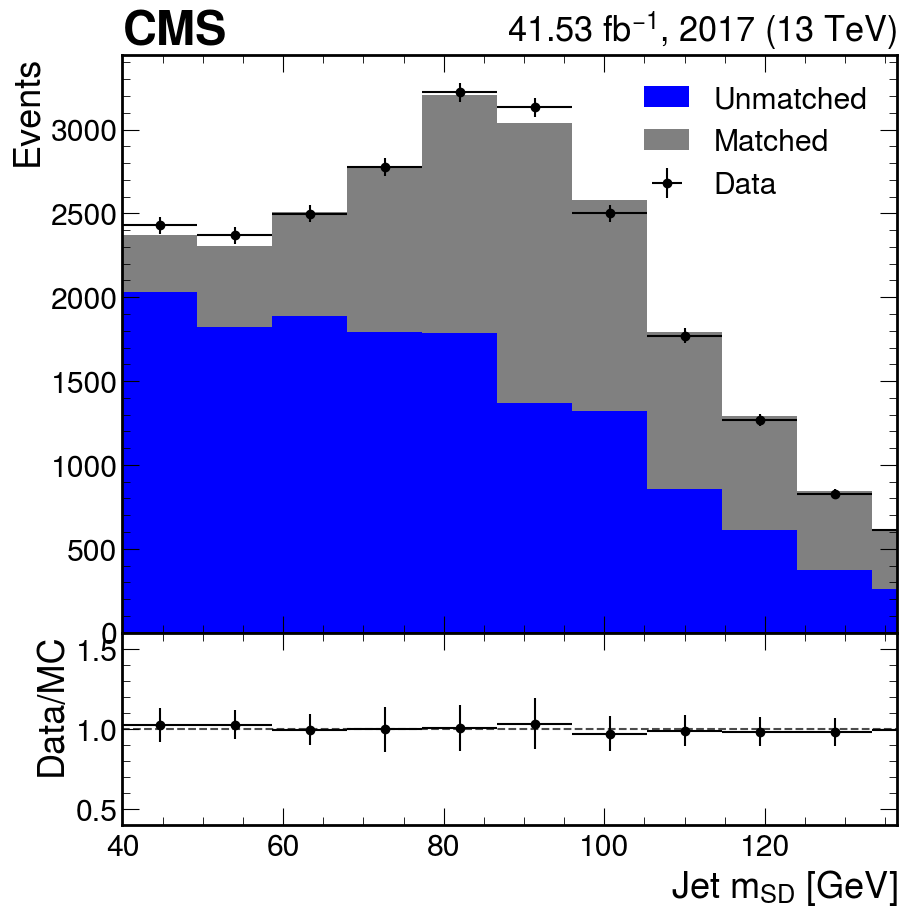 CMS 41.53 fb⁻¹, 2017 (13 TeV)
Events
3000
2500
2000
1500
1000
500
0
Unmatched
Matched
Data
Data/MC
1.5
1.0
0.5
40 60 80 100 120
Jet m_SD [GeV]